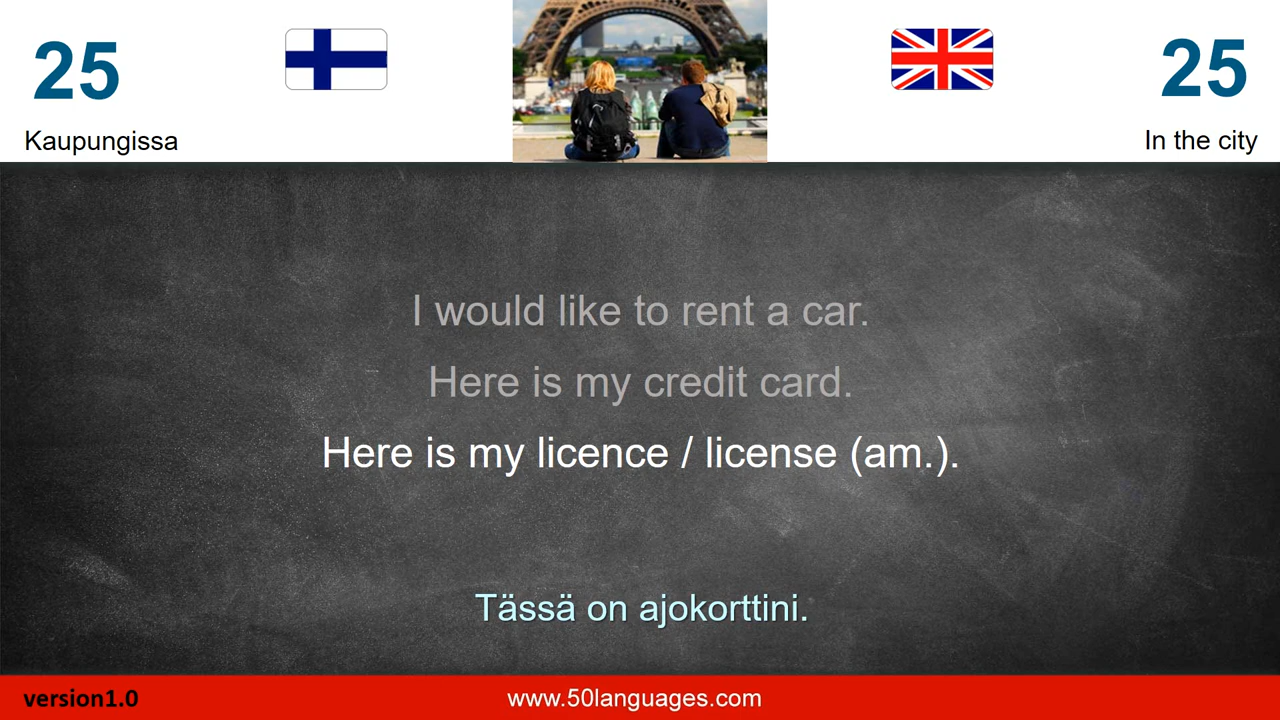 25
25
Kaupungissa
In the city
I would like to rent a car.
Here is my credit card.
Here is my licence / license (am.).
Tässä on ajokorttini.
version1.0
www.50languages.com